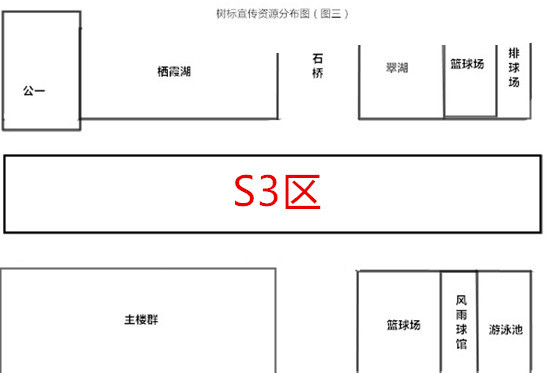 树标宣传资源分布图（图三）
公一
栖霞湖
石桥
翠湖
篮球场
排球场
S3区
主楼群
篮球场
风雨球馆
游泳池